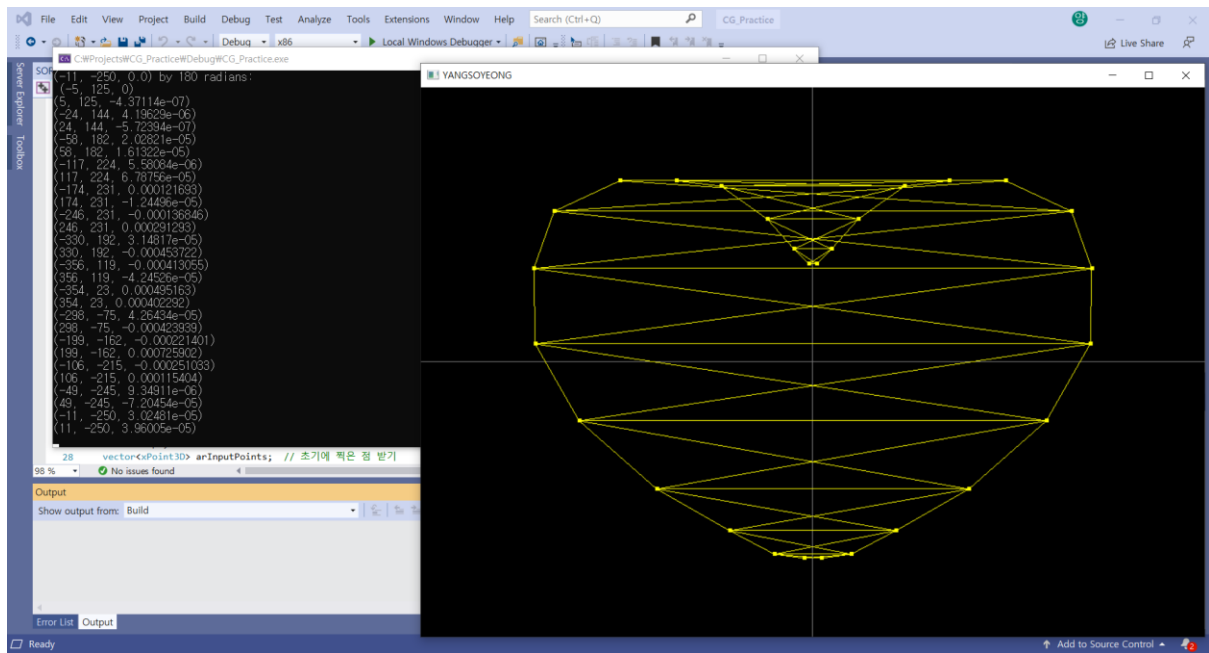 File Edit View Project Build Debug Test Analyze Tools Extensions Window Help Search (Ctrl+Q) CG_Practice
Debug x86 Local Windows Debugger Live Share
Server Explorer
Toolbox
C:₩Projects₩CG_Practice₩Debug₩CG_Practice.exe
(-11, -250, 0.0) by 180 radians:
(-5, 125, 0)
(5, 125, -4.37114e-07)
(-24, 144, 4.19629e-06)
(24, 144, -5.72394e-07)
(-58, 182, 2.02821e-05)
(58, 182, 1.61322e-05)
(-117, 224, 5.58084e-06)
(117, 224, 6.78756e-05)
(-174, 231, 0.000121693)
(174, 231, -1.24496e-05)
(-246, 231, -0.000136846)
(246, 231, 0.000291293)
(-330, 192, 3.14817e-05)
(330, 192, -0.000453722)
(-356, 119, -0.000413055)
(356, 119, -4.24526e-05)
(-354, 23, 0.000495163)
(354, 23, 0.000402292)
(-298, -75, 4.26434e-05)
(298, -75, -0.000423939)
(-199, -162, -0.000221401)
(199, -162, 0.000725902)
(-106, -215, -0.000251033)
(106, -215, 0.000115404)
(-49, -245, 9.34911e-06)
(49, -245, -7.20454e-05)
(-11, -250, 3.02481e-05)
(11, -250, 3.96005e-05)
28 vector<xPoint3D> arInputPoints; // 초기에 찍은 점 받기
98 % No issues found
Output
Show output from: Build
Error List Output
Ready
YANGSOYEONG
Add to Source Control
2